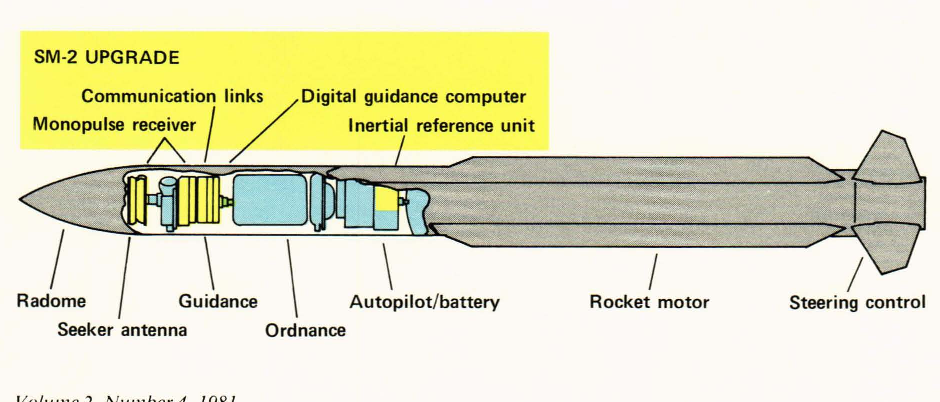 SM-2 UPGRADE
Communication links
Digital guidance computer
Monopulse receiver
Inertial reference unit
Radome
Guidance
Autopilot/battery
Rocket motor
Steering control
Seeker antenna
Ordnance
Volume 2, Number 4, 1981